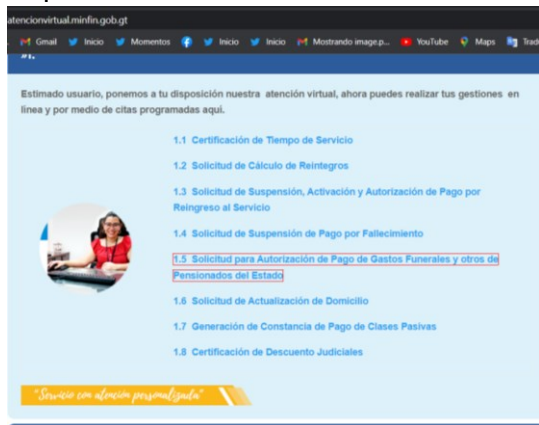 atencionvirtual.minfin.gob.gt
Gmail Inicio Momentos Inicio Inicio Mostrando image.p... YouTube Maps Trad
Estimado usuario, ponemos a tu disposición nuestra atención virtual, ahora puedes realizar tus gestiones en
línea y por medio de citas programadas aquí.
1.1 Certificación de Tiempo de Servicio
1.2 Solicitud de Cálculo de Reintegros
1.3 Solicitud de Suspensión, Activación y Autorización de Pago por
Reingreso al Servicio
1.4 Solicitud de Suspensión de Pago por Fallecimiento
1.5 Solicitud para Autorización de Pago de Gastos Funerales y otros de
Pensionados del Estado
1.6 Solicitud de Actualización de Domicilio
1.7 Generación de Constancia de Pago de Clases Pasivas
1.8 Certificación de Descuento Judiciales
"Servicio con atención personalizada"